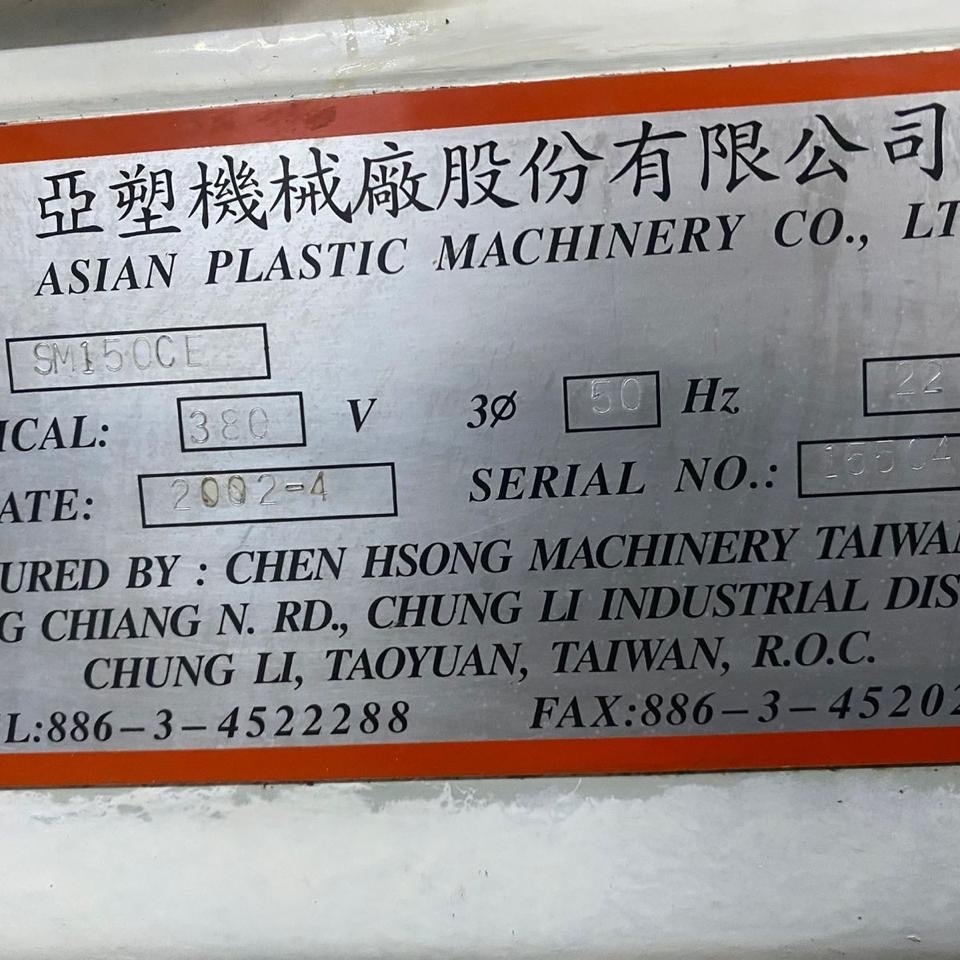 亞塑機械廠股份有限公司
ASIAN PLASTIC MACHINERY CO., LT
SM150CE
ICAL: 380 V 3Ø 50 Hz 22
ATE: 2002-4 SERIAL NO.:
URED BY : CHEN HSONG MACHINERY TAIWAN
G CHIANG N. RD., CHUNG LI INDUSTRIAL DIS
CHUNG LI, TAOYUAN, TAIWAN, R.O.C.
L:886-3-4522288 FAX:886-3-45202